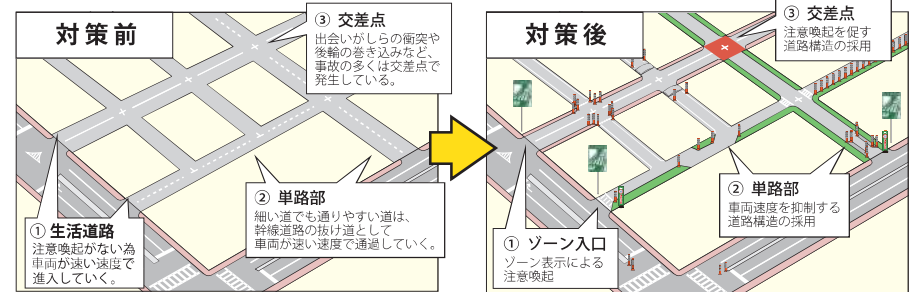 対策前
③ 交差点
出会いがしらの衝突や
後輪の巻き込みなど、
事故の多くは交差点で
発生している。
② 単路部
細い道でも通りやすい道は、
幹線道路の抜け道として
車両が速い速度で通過していく。
① 生活道路
注意喚起がない為
車両が速い速度で
進入していく。
対策後
③ 交差点
注意喚起を促す
道路構造の採用
② 単路部
車両速度を抑制する
道路構造の採用
① ゾーン入口
ゾーン表示による
注意喚起